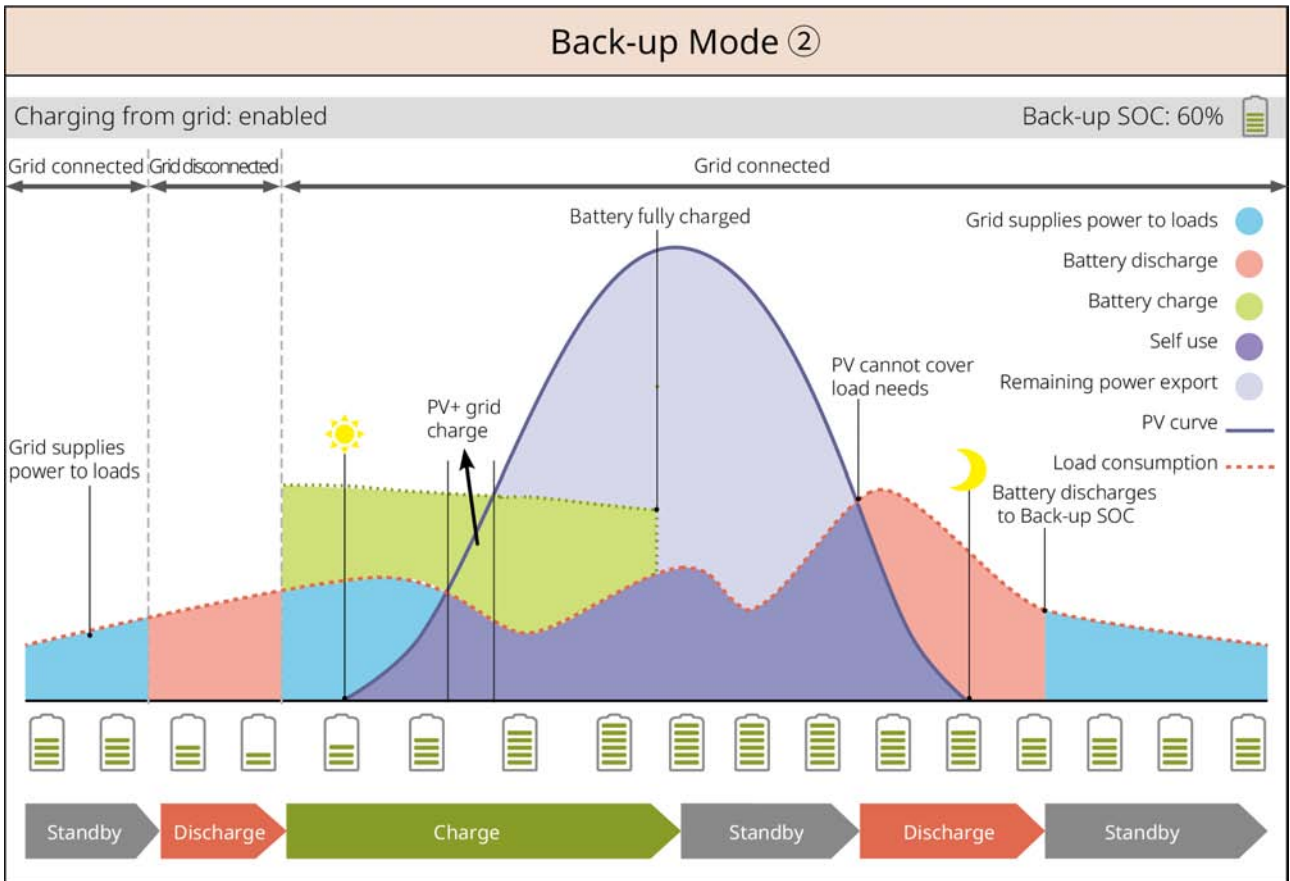 Back-up Mode ②
Charging from grid: enabled
Back-up SOC: 60%
Grid connected
Grid disconnected
Grid connected
Battery fully charged
Grid supplies power to loads
Battery discharge
Battery charge
Self use
Remaining power export
PV curve
Load consumption
PV cannot cover
load needs
PV+ grid
charge
Grid supplies
power to loads
Battery discharges
to Back-up SOC
Standby
Discharge
Charge
Standby
Discharge
Standby